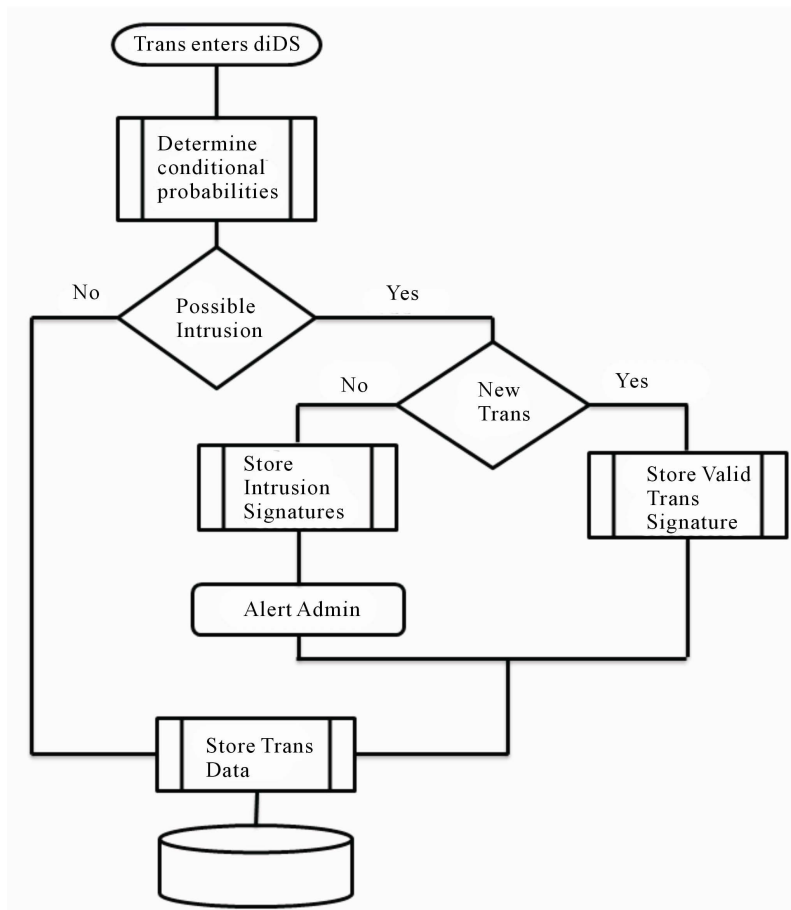 Trans enters diDS
Determine
conditional
probabilities
No
Possible
Intrusion
Yes
No
New
Trans
Yes
Store
Intrusion
Signatures
Store Valid
Trans
Signature
Alert Admin
Store Trans
Data